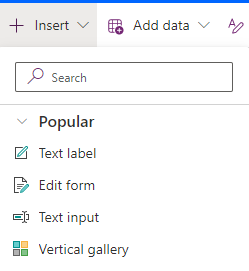 Insert Add data
Search
Popular
Text label
Edit form
Text input
Vertical gallery